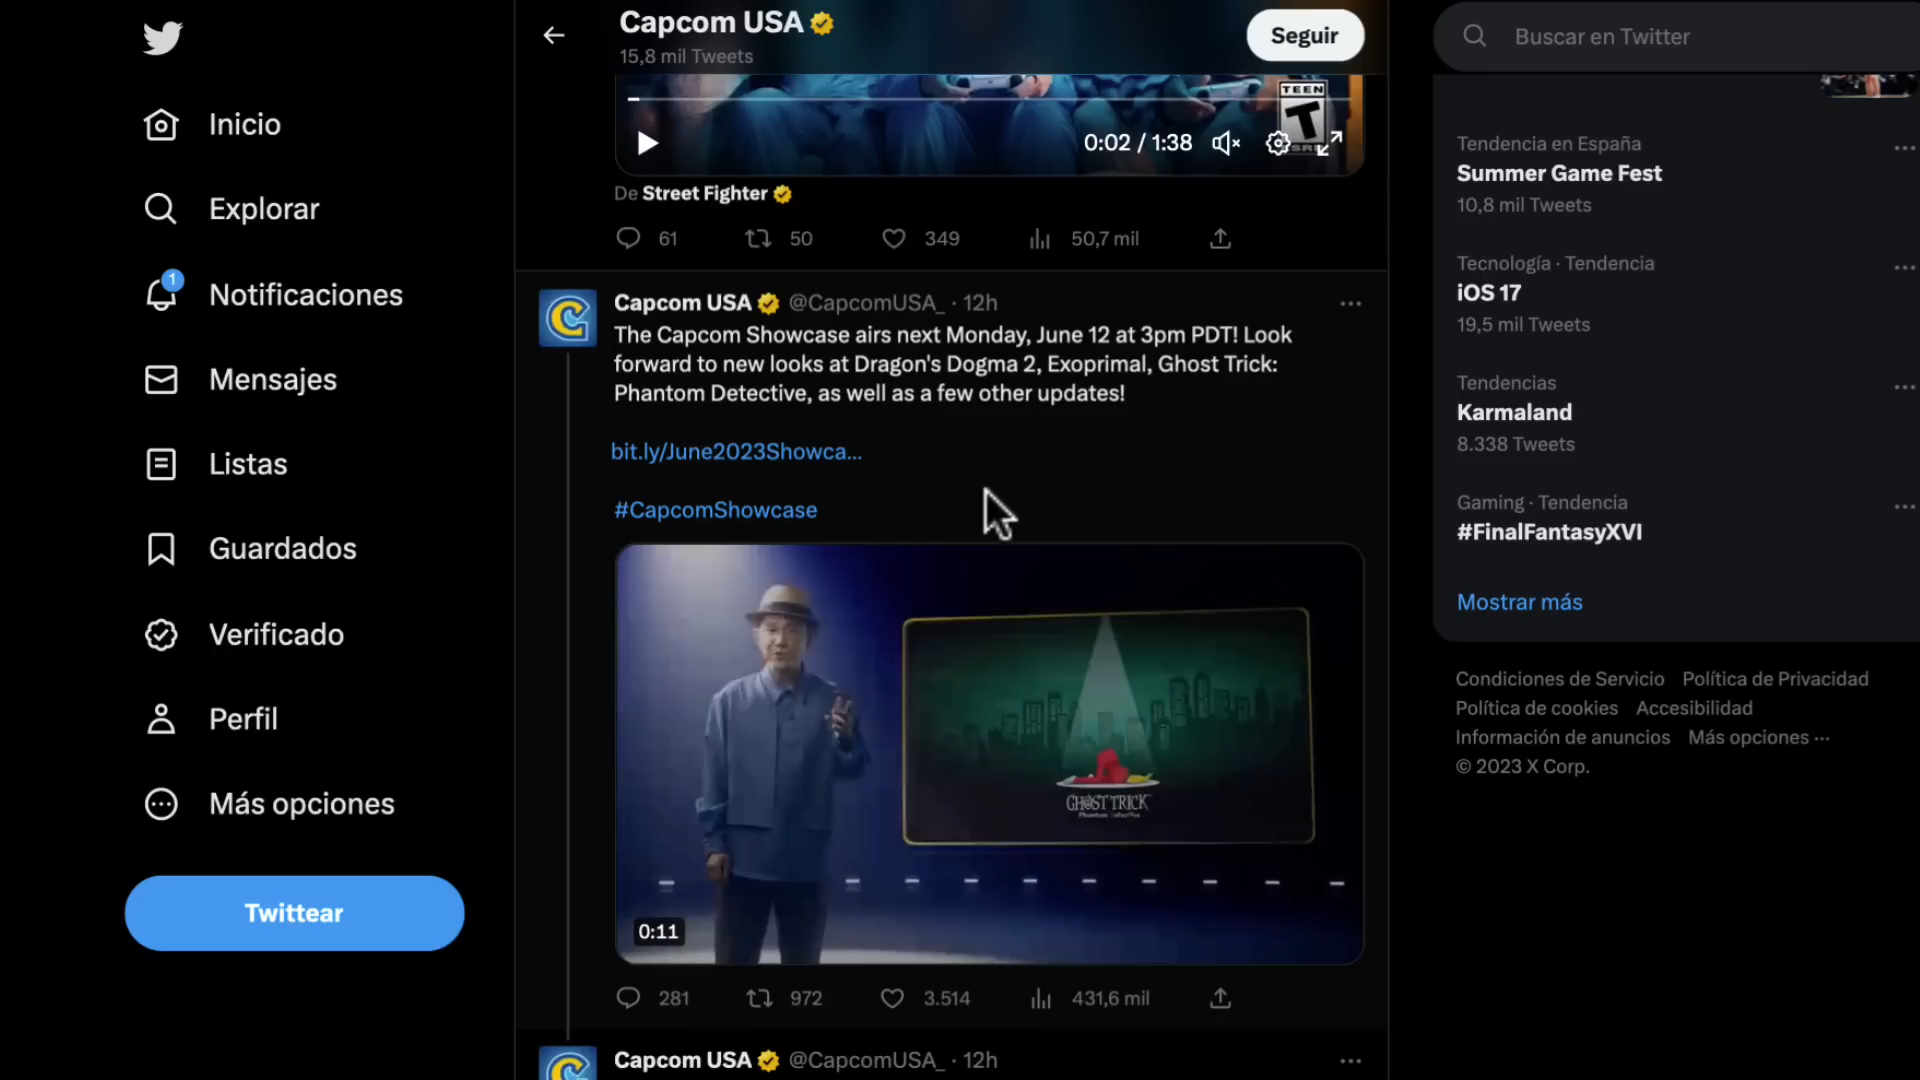 Capcom USA
15,8 mil Tweets
Seguir
Buscar en Twitter
Inicio
Explorar
1
Notificaciones
Mensajes
Listas
Guardados
Verificado
Perfil
Más opciones
Twittear
TEEN
T
0:02 / 1:38
De Street Fighter
61
50
349
50,7 mil
Capcom USA @CapcomUSA_ · 12h
The Capcom Showcase airs next Monday, June 12 at 3pm PDT! Look
forward to new looks at Dragon's Dogma 2, Exoprimal, Ghost Trick:
Phantom Detective, as well as a few other updates!
bit.ly/June2023Showca...
#CapcomShowcase
GHOST TRICK
Phantom Detective
0:11
281
972
3.514
431,6 mil
Capcom USA @CapcomUSA_ · 12h
Tendencia en España
Summer Game Fest
10,8 mil Tweets
Tecnología · Tendencia
iOS 17
19,5 mil Tweets
Tendencias
Karmaland
8.338 Tweets
Gaming · Tendencia
#FinalFantasyXVI
Mostrar más
Condiciones de Servicio Política de Privacidad
Política de cookies Accesibilidad
Información de anuncios Más opciones ...
© 2023 X Corp.